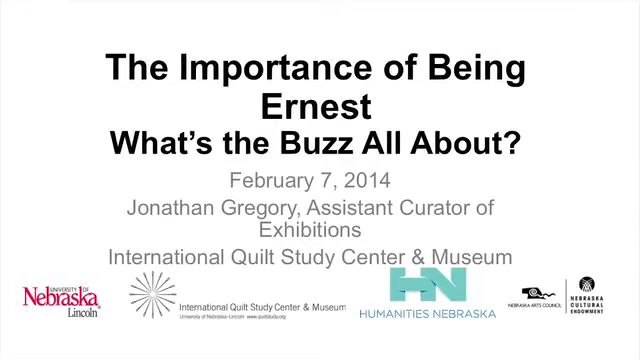 The Importance of Being
Ernest
What's the Buzz All About?
February 7, 2014
Jonathan Gregory, Assistant Curator of
Exhibitions
International Quilt Study Center & Museum
UNIVERSITY OF
Nebraska
Lincoln
International Quilt Study Center & Museum
University of Nebraska-Lincoln www.quiltstudy.org
HN
HUMANITIES NEBRASKA
NEBRASKA ARTS COUNCIL
NEBRASKA
CULTURAL
ENDOWMENT